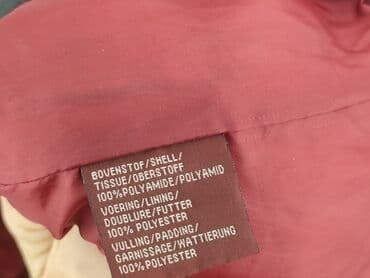 BOVENSTOF/SHELL/
TISSUE/OBERSTOFF
100%POLYAMIDE/POLYAMID
VOERING/LINING/
DOUBLURE/FUTTER
100% POLYESTER
VULLING/PADDING/
GARNISSAGE/WATTIERUNG
100% POLYESTER